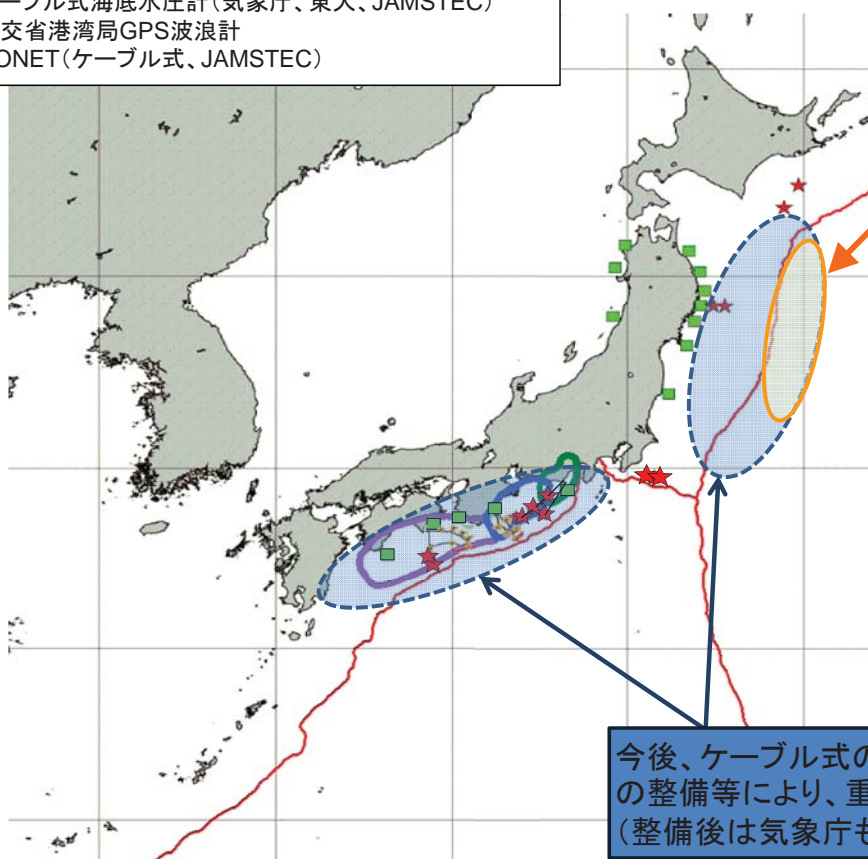 ーブル式海底水圧計(気象庁、東大、JAMSTEC)
交省港湾局GPS波浪計
ONET(ケーブル式、JAMSTEC)
今後、ケーブル式の
の整備等により、重
(整備後は気象庁も